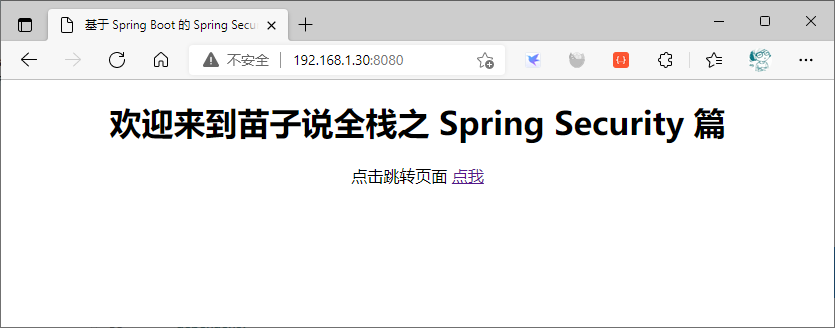 基于 Spring Boot 的 Spring Secur
不安全 192.168.1.30:8080
欢迎来到苗子说全栈之 Spring Security 篇
点击跳转页面 点我